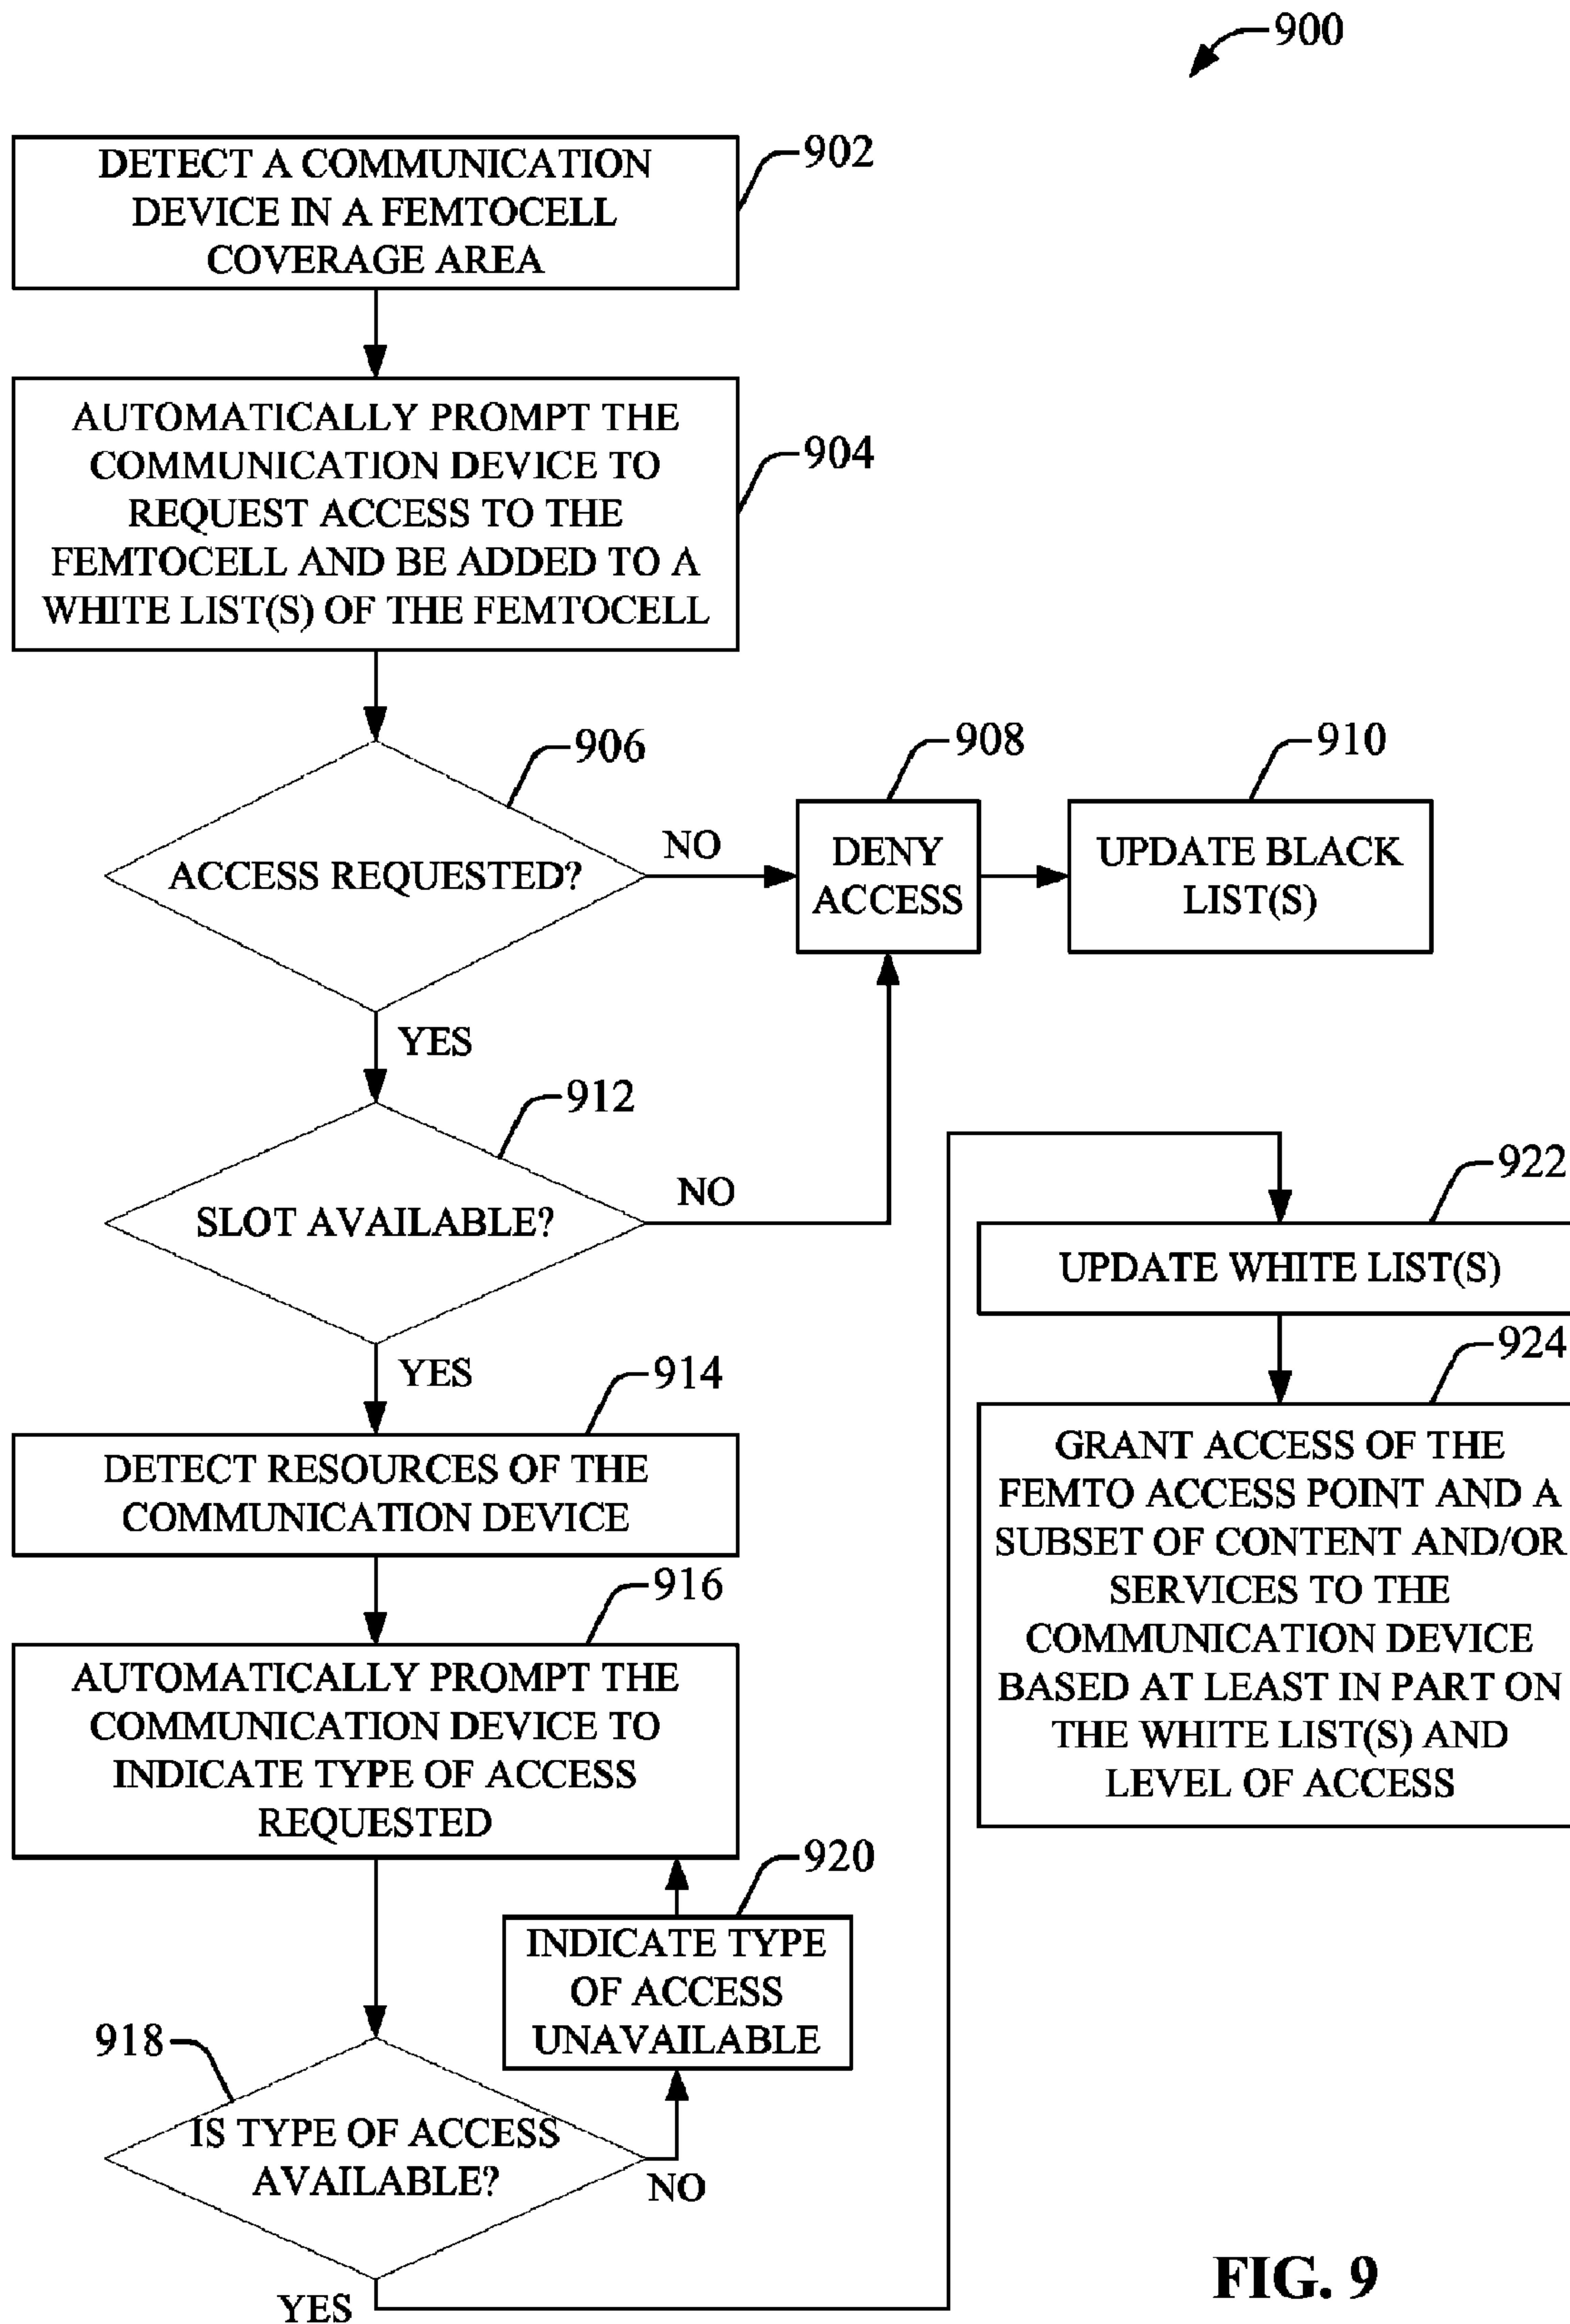 900
902
DETECT A COMMUNICATION
DEVICE IN A FEMTOCELL
COVERAGE AREA
904
AUTOMATICALLY PROMPT THE
COMMUNICATION DEVICE TO
REQUEST ACCESS TO THE
FEMTOCELL AND BE ADDED TO A
WHITE LIST(S) OF THE FEMTOCELL
906
ACCESS REQUESTED?
NO
908
DENY
ACCESS
910
UPDATE BLACK
LIST(S)
YES
912
SLOT AVAILABLE?
NO
YES
914
DETECT RESOURCES OF THE
COMMUNICATION DEVICE
916
AUTOMATICALLY PROMPT THE
COMMUNICATION DEVICE TO
INDICATE TYPE OF ACCESS
REQUESTED
920
INDICATE TYPE
OF ACCESS
UNAVAILABLE
918
IS TYPE OF ACCESS
AVAILABLE?
NO
YES
922
UPDATE WHITE LIST(S)
924
GRANT ACCESS OF THE
FEMTO ACCESS POINT AND A
SUBSET OF CONTENT AND/OR
SERVICES TO THE
COMMUNICATION DEVICE
BASED AT LEAST IN PART ON
THE WHITE LIST(S) AND
LEVEL OF ACCESS
FIG. 9